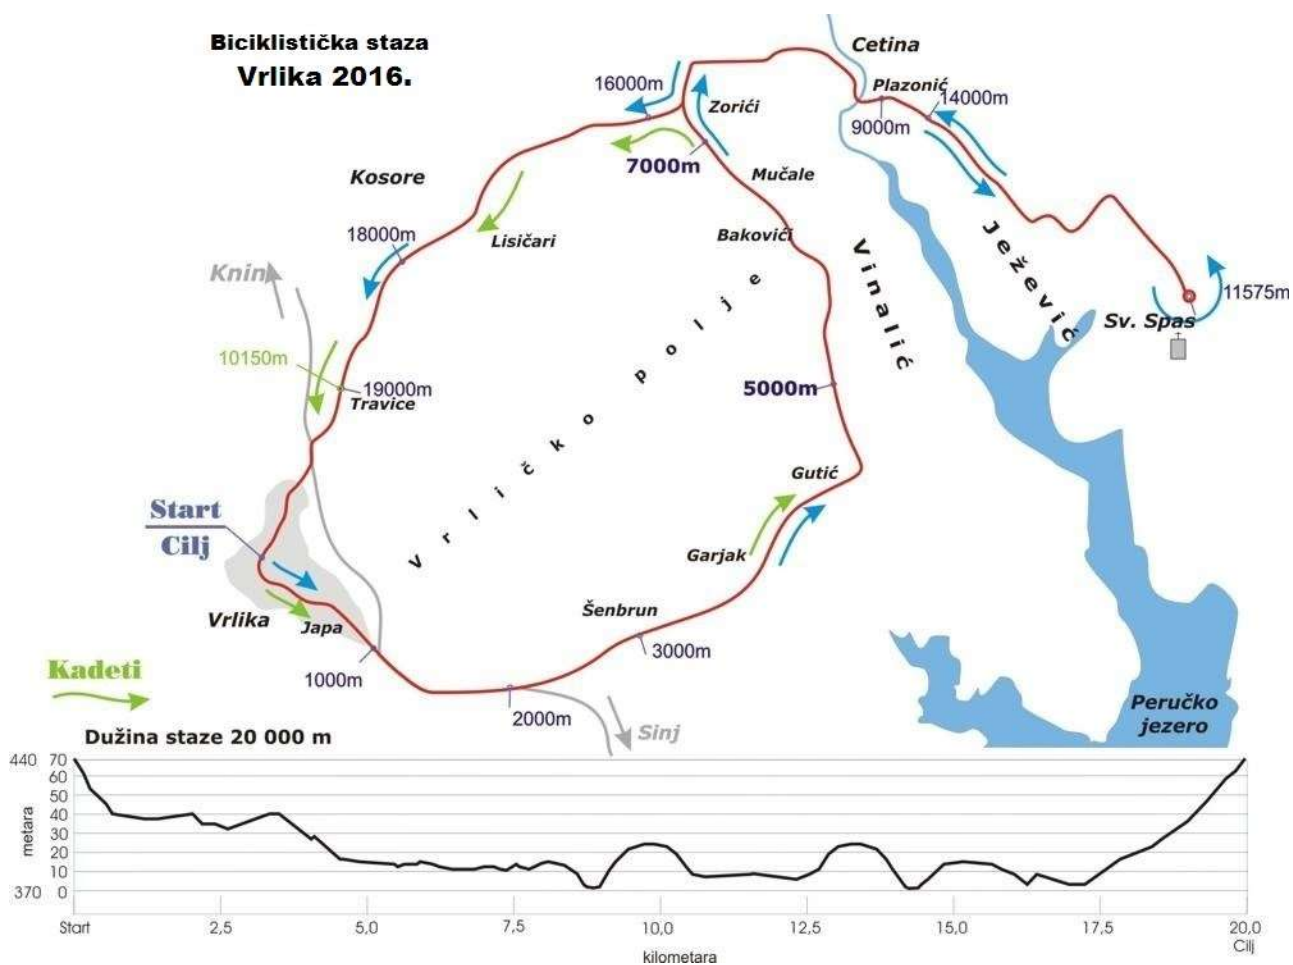 Biciklistička staza
Vrlika 2016.
Cetina
16000m
Plazonić
14000m
Zorići
9000m
7000m
Mučale
Kosore
Bakovići
Lisičari
18000m
Knin
Vinalić
Ježević
11575m
Sv. Spas
Vrličko polje
10150m
19000m
Travice
5000m
Gutić
Start
Cilj
Garjak
Šenbrun
Vrlika
Japa
3000m
1000m
Kadeti
2000m
Sinj
Peručko
jezero
Dužina staze 20 000 m
440 70
60
50
40
30
20
10
370 0
metara
Start 2,5 5,0 7,5 10,0 12,5 15,0 17,5 20,0
Cilj
kilometara